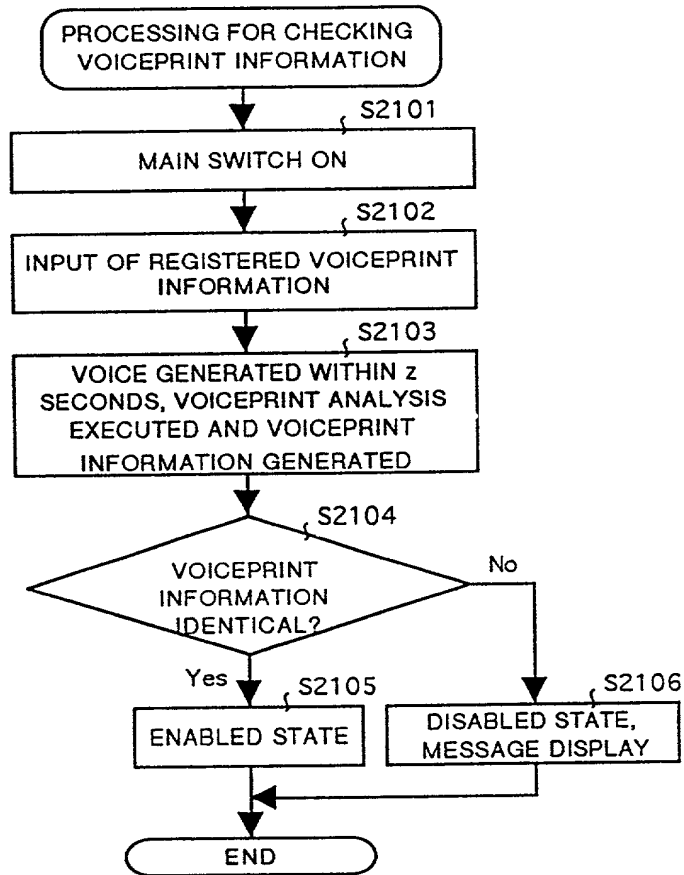 PROCESSING FOR CHECKING
VOICEPRINT INFORMATION
S2101
MAIN SWITCH ON
S2102
INPUT OF REGISTERED VOICEPRINT
INFORMATION
S2103
VOICE GENERATED WITHIN z
SECONDS, VOICEPRINT ANALYSIS
EXECUTED AND VOICEPRINT
INFORMATION GENERATED
S2104
VOICEPRINT
INFORMATION
IDENTICAL?
No
Yes
S2105
ENABLED STATE
S2106
DISABLED STATE,
MESSAGE DISPLAY
END